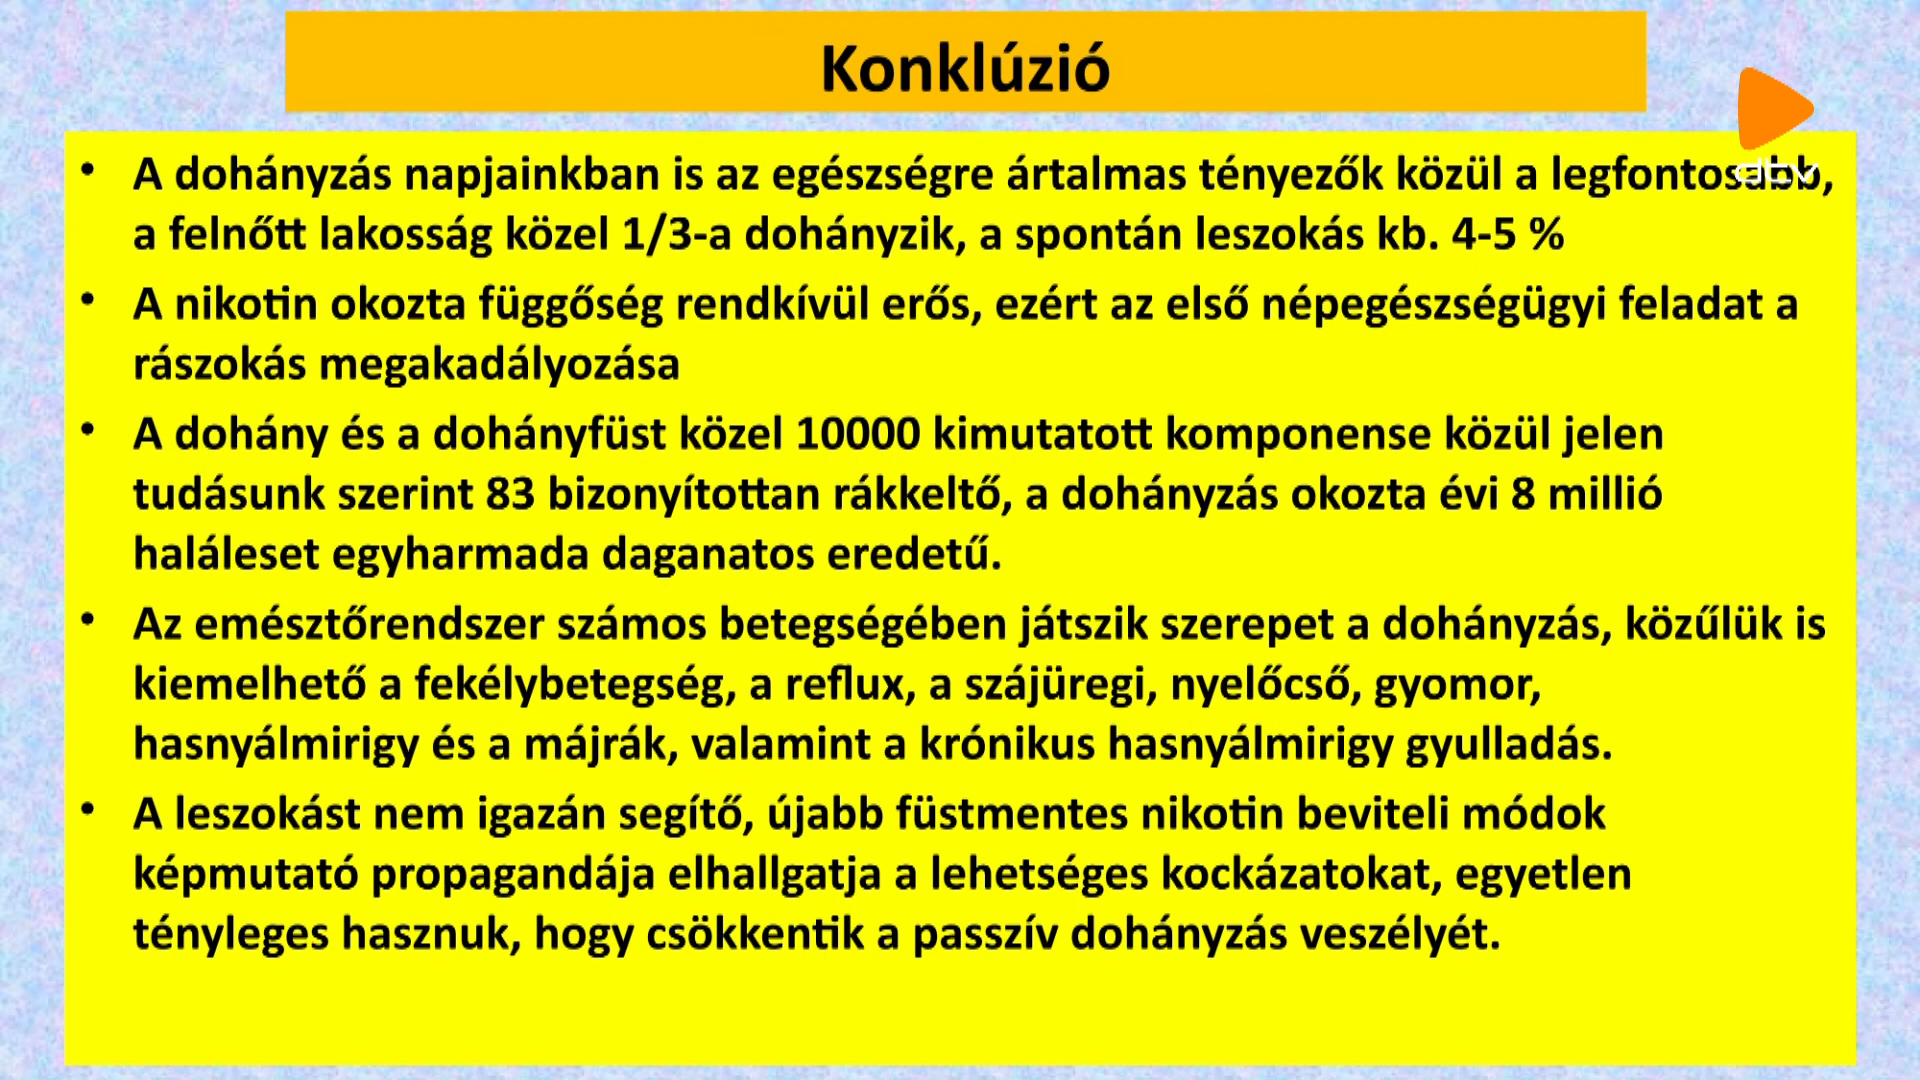 Konklúzió
• A dohányzás napjainkban is az egészségre ártalmas tényezők közül a legfontosabb,
a felnőtt lakosság közel 1/3-a dohányzik, a spontán leszokás kb. 4-5 %
• A nikotin okozta függőség rendkívül erős, ezért az első népegészségügyi feladat a
rászokás megakadályozása
• A dohány és a dohányfüst közel 10000 kimutatott komponense közül jelen
tudásunk szerint 83 bizonyítottan rákkeltő, a dohányzás okozta évi 8 millió
haláleset egyharmada daganatos eredetű.
• Az emésztőrendszer számos betegségében játszik szerepet a dohányzás, közűlük is
kiemelhető a fekélybetegség, a reflux, a szájüregi, nyelőcső, gyomor,
hasnyálmirigy és a májrák, valamint a krónikus hasnyálmirigy gyulladás.
• A leszokást nem igazán segítő, újabb füstmentes nikotin beviteli módok
képmutató propagandája elhallgatja a lehetséges kockázatokat, egyetlen
tényleges hasznuk, hogy csökkentik a passzív dohányzás veszélyét.
dtv